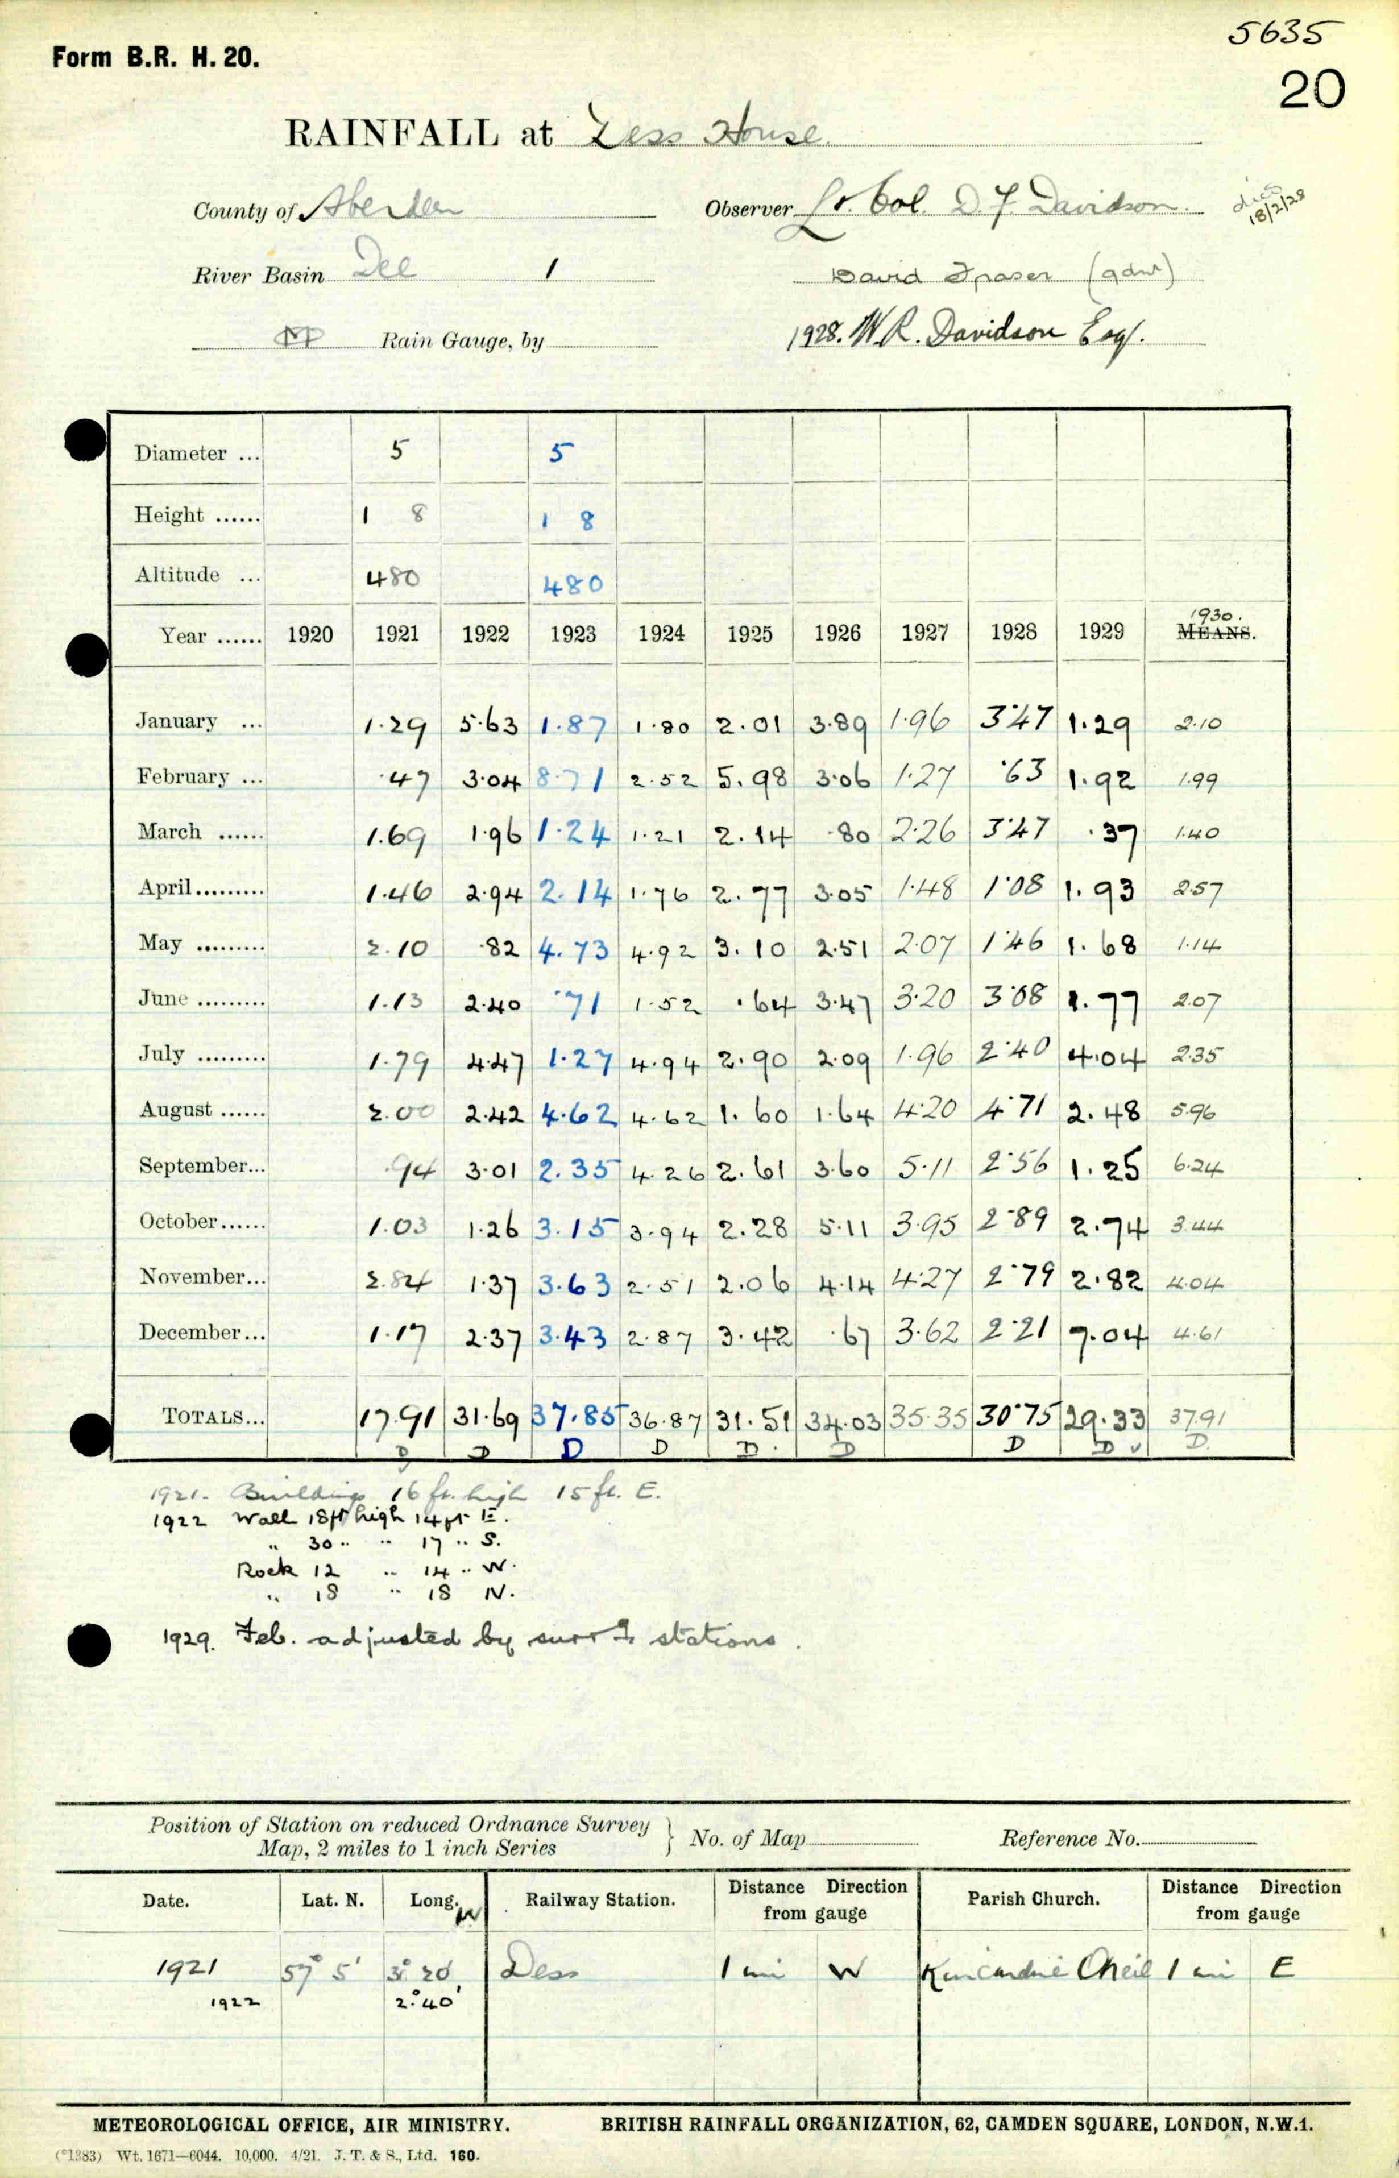 5635
Form B.R. H. 20.
20
RAINFALL at Dess House.
County of Aberdeen
Observer Lt. Col. D F. Davidson. died 18/2/28
River Basin Dee 1
David Fraser (gdnr)
MO Rain Gauge, by
1928. W.R. Davidson Esq.
Diameter ... 5 5
Height ...... 1 8 1 8
Altitude ... 480 480
1930.
Year ...... 1920 1921 1922 1923 1924 1925 1926 1927 1928 1929 MEANS.
January ... 1.29 5.63 1.87 1.80 2.01 3.89 1.96 3.47 1.29 2.10
February ... .47 3.04 8.71 2.52 5.98 3.06 1.27 .63 1.92 1.99
March ...... 1.69 1.96 1.24 1.21 2.14 .80 2.26 3.47 .37 1.40
April......... 1.46 2.94 2.14 1.76 2.77 3.05 1.48 1.08 1.93 2.57
May ......... 2.10 .82 4.73 4.92 3.10 2.51 2.07 1.46 1.68 1.14
June ......... 1.13 2.40 .71 1.52 .64 3.47 3.20 3.08 1.77 2.07
July ......... 1.79 4.47 1.27 4.94 2.90 2.09 1.96 2.40 4.04 2.35
August ...... 2.00 2.42 4.62 4.62 1.60 1.64 4.20 4.71 2.48 5.96
September... .94 3.01 2.35 4.26 2.61 3.60 5.11 2.56 1.25 6.24
October...... 1.03 1.26 3.15 3.94 2.28 5.11 3.95 2.89 2.74 3.44
November... 2.84 1.37 3.63 2.51 2.06 4.14 4.27 2.79 2.82 4.04
December... 1.17 2.37 3.43 2.87 3.42 .67 3.62 2.21 7.04 4.61
TOTALS... 17.91 31.69 37.85 36.87 31.51 34.03 35.35 30.75 29.33 37.91
D D D D D. D D D ✓ D.
1921. Buildings 16 ft. high 15 ft. E.
1922 Wall 18 ft high 14 ft E.
" 30 " " 17 " S.
Rock 12 " 14 " W.
" 18 " 18 N.
1929. Feb. adjusted by surrg stations.
Position of Station on reduced Ordnance Survey Map, 2 miles to 1 inch Series } No. of Map Reference No.
Date. Lat. N. Long. W Railway Station. Distance Direction from gauge Parish Church. Distance Direction from gauge
1921 57° 5' 3° 20' Dess 1 mi W Kincardine O'Neil 1 mi E
1922 2° 40'
METEOROLOGICAL OFFICE, AIR MINISTRY. BRITISH RAINFALL ORGANIZATION, 62, CAMDEN SQUARE, LONDON, N.W.1.
(*1383) Wt. 1671—6044. 10,000. 4/21. J. T. & S., Ltd. 160.